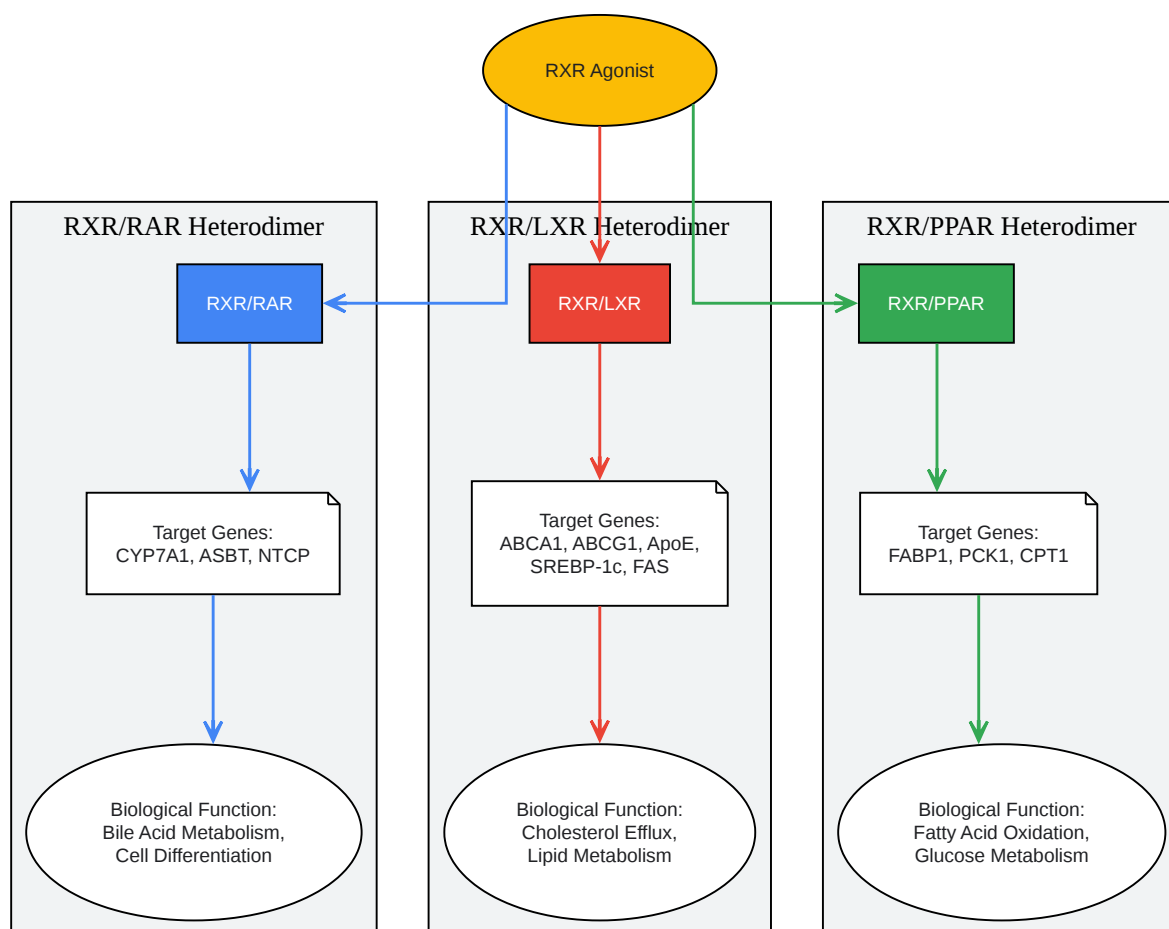 RXR Agonist
RXR/RAR Heterodimer
RXR/LXR Heterodimer
RXR/PPAR Heterodimer
RXR/RAR
RXR/LXR
RXR/PPAR
Target Genes:
CYP7A1, ASBT, NTCP
Target Genes:
ABCA1, ABCG1, ApoE,
SREBP-1c, FAS
Target Genes:
FABP1, PCK1, CPT1
Biological Function:
Bile Acid Metabolism,
Cell Differentiation
Biological Function:
Cholesterol Efflux,
Lipid Metabolism
Biological Function:
Fatty Acid Oxidation,
Glucose Metabolism